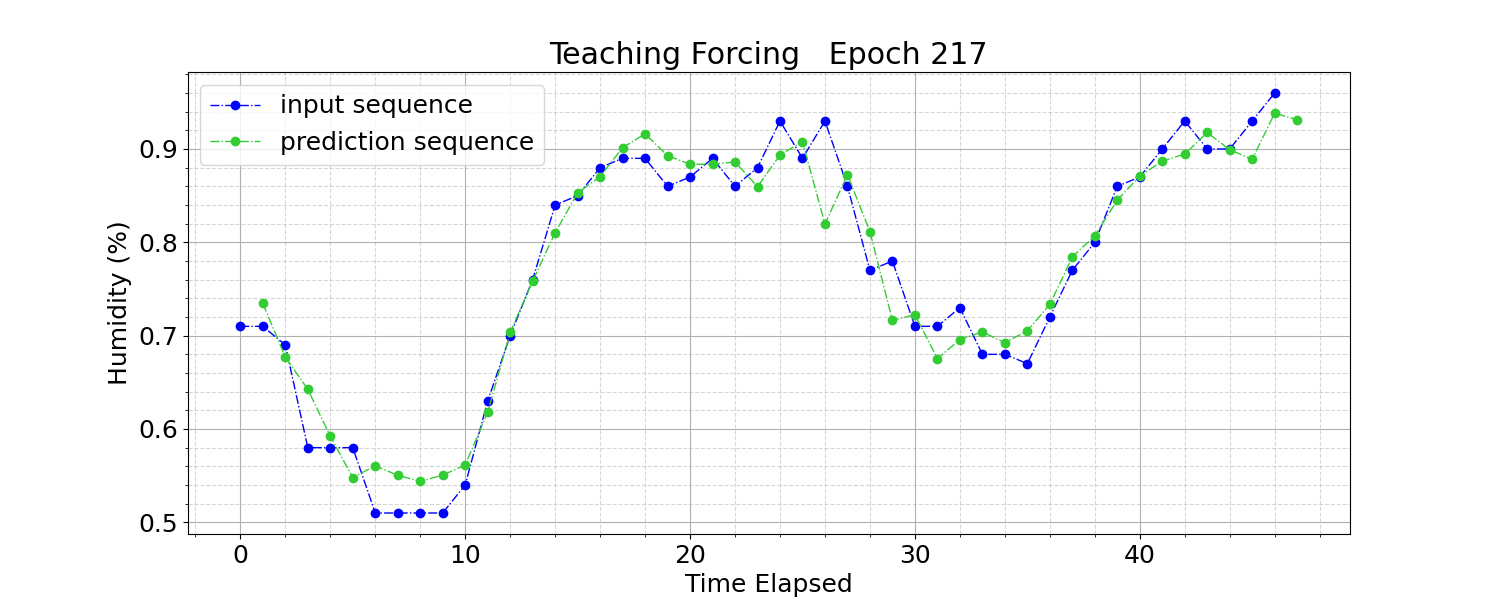 Teaching Forcing   Epoch 217
input sequence
prediction sequence
Humidity (%)
0.9
0.8
0.7
0.6
0.5
0 10 20 30 40
Time Elapsed